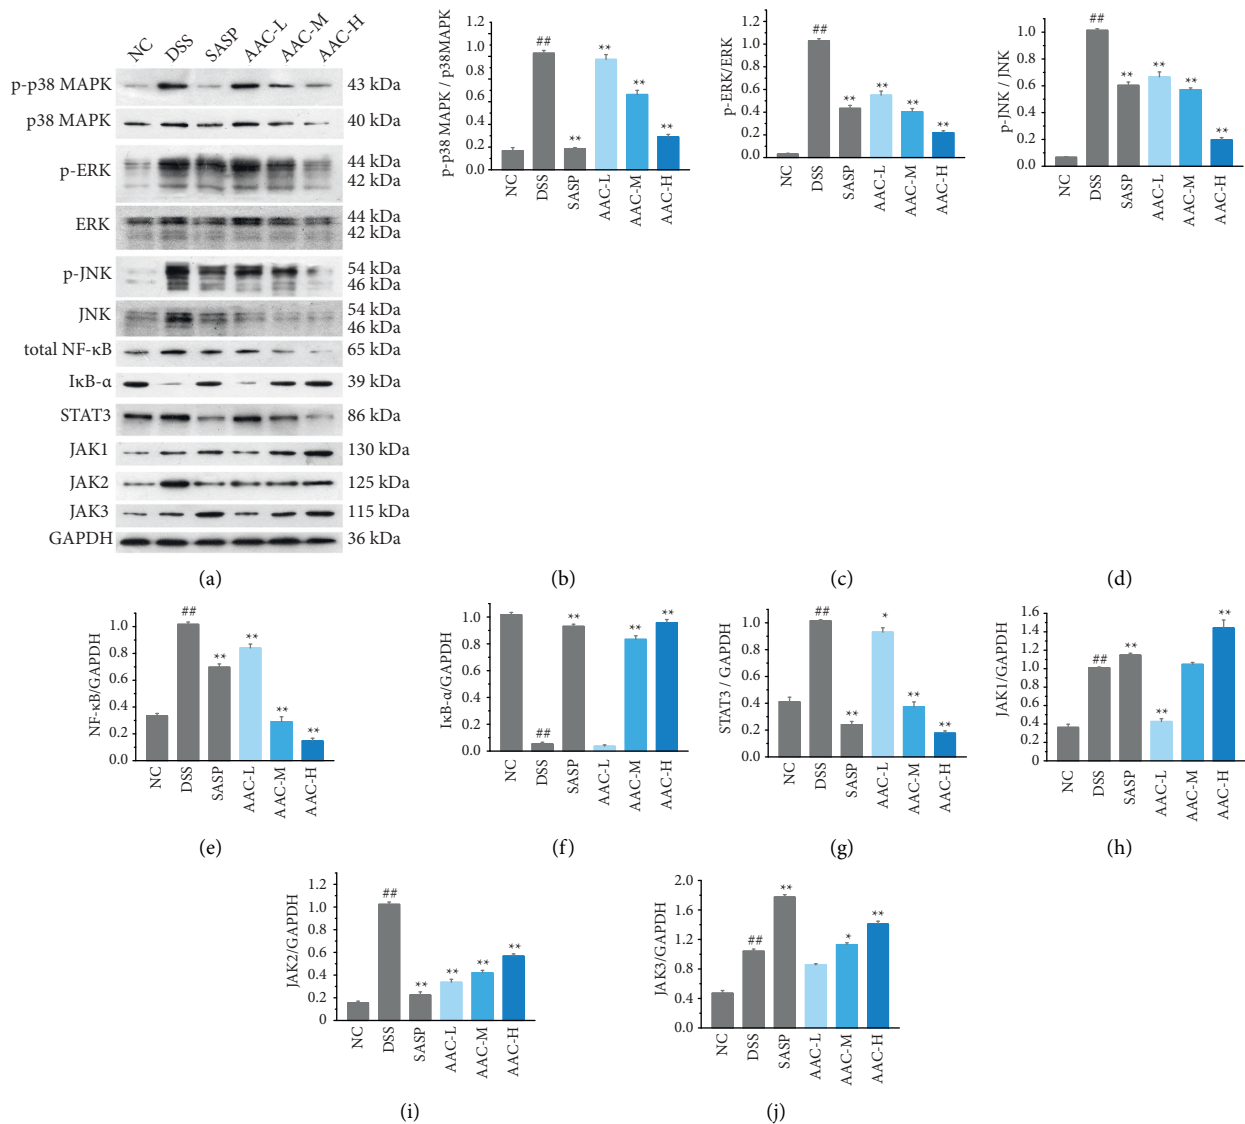 NC DSS SASP AAC-L AAC-M AAC-H
p-p38 MAPK 43 kDa
p38 MAPK 40 kDa
p-ERK 44 kDa
42 kDa
ERK 44 kDa
42 kDa
p-JNK 54 kDa
46 kDa
JNK 54 kDa
46 kDa
total NF-κB 65 kDa
IκB-α 39 kDa
STAT3 86 kDa
JAK1 130 kDa
JAK2 125 kDa
JAK3 115 kDa
GAPDH 36 kDa
(a)
p-p38 MAPK / p38MAPK
1.2
1.0
0.8
0.6
0.4
0.2
0.0
## ** ** ** **
NC DSS SASP AAC-L AAC-M AAC-H
(b)
p-ERK/ERK
1.2
1.0
0.8
0.6
0.4
0.2
0.0
## ** ** ** **
NC DSS SASP AAC-L AAC-M AAC-H
(c)
p-JNK / JNK
1.0
0.8
0.6
0.4
0.2
0.0
## ** ** ** **
NC DSS SASP AAC-L AAC-M AAC-H
(d)
NF-κB/GAPDH
1.0
0.8
0.6
0.4
0.2
0.0
## ** ** ** **
NC DSS SASP AAC-L AAC-M AAC-H
(e)
IκB-α/GAPDH
1.0
0.8
0.6
0.4
0.2
0.0
## ** ** **
NC DSS SASP AAC-L AAC-M AAC-H
(f)
STAT3 / GAPDH
1.0
0.8
0.6
0.4
0.2
0.0
## ** * ** **
NC DSS SASP AAC-L AAC-M AAC-H
(g)
JAK1/GAPDH
1.6
1.4
1.2
1.0
0.8
0.6
0.4
0.2
0.0
## ** ** **
NC DSS SASP AAC-L AAC-M AAC-H
(h)
JAK2/GAPDH
1.2
1.0
0.8
0.6
0.4
0.2
0
## ** ** ** **
NC DSS SASP AAC-L AAC-M AAC-H
(i)
JAK3/GAPDH
2.0
1.6
1.2
0.8
0.4
0.0
## ** * **
NC DSS SASP AAC-L AAC-M AAC-H
(j)